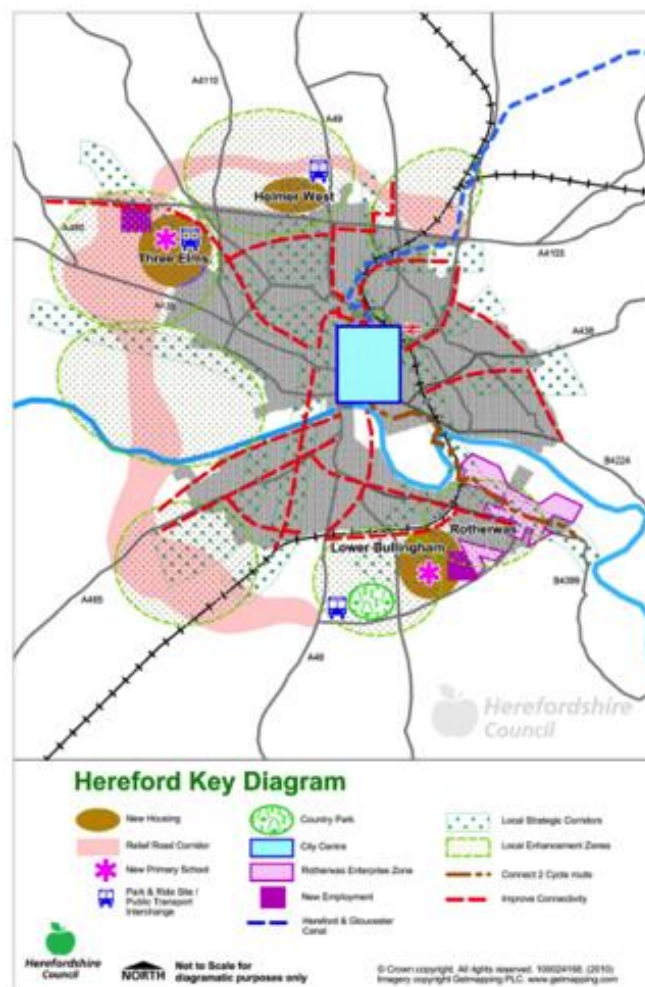 A4110
A49
Holmer West
Three Elms
A4103
A438
B4224
Rotherwas
Lower Bullingham
B4399
A465
A49
Herefordshire
Council
Hereford Key Diagram
New Housing
Relief Road Corridor
New Primary School
Park & Ride Site /
Public Transport
Interchange
Country Park
City Centre
Rotherwas Enterprise Zone
New Employment
Hereford & Gloucester
Canal
Local Strategic Corridors
Local Enhancement Zones
Connect 2 Cycle routes
Improve Connectivity
Herefordshire
Council
NORTH
Not to Scale for
diagramatic purposes only
© Crown copyright. All rights reserved. 100024168. (2010)
Imagery copyright Getmapping PLC. www.getmapping.com